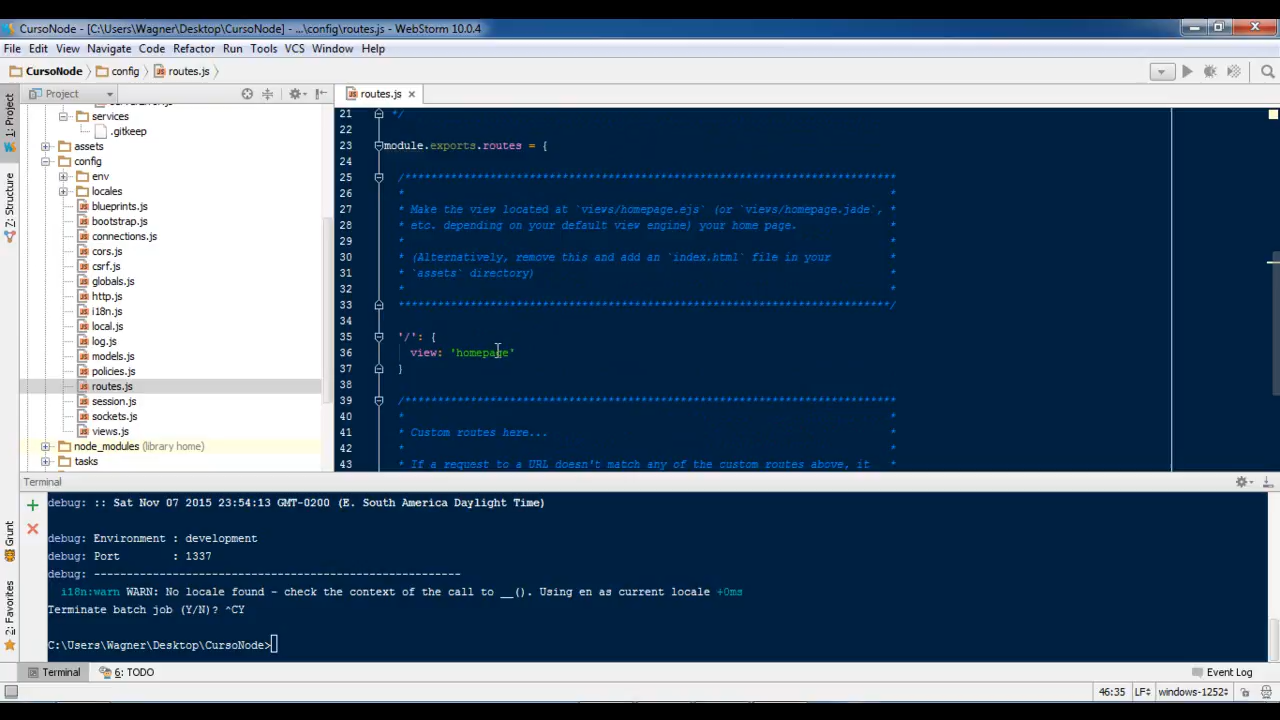 CursoNode - [C:\Users\Wagner\Desktop\CursoNode] - ...\config\routes.js - WebStorm 10.0.4
File Edit View Navigate Code Refactor Run Tools VCS Window Help
CursoNode config routes.js
1: Project
7: Structure
Grunt
2: Favorites
Project
services
.gitkeep
assets
config
env
locales
blueprints.js
bootstrap.js
connections.js
cors.js
csrf.js
globals.js
http.js
i18n.js
local.js
log.js
models.js
policies.js
routes.js
session.js
sockets.js
views.js
node_modules (library home)
tasks
routes.js
21 */
22
23 module.exports.routes = {
24
25 /***************************************************************************
26 * *
27 * Make the view located at `views/homepage.ejs` (or `views/homepage.jade`, *
28 * etc. depending on your default view engine) your home page. *
29 * *
30 * (Alternatively, remove this and add an `index.html` file in your *
31 * `assets` directory) *
32 * *
33 ***************************************************************************/
34
35 '/': {
36 view: 'homepage'
37 }
38
39 /***************************************************************************
40 * *
41 * Custom routes here... *
42 * *
43 * If a request to a URL doesn't match any of the custom routes above, it *
Terminal
debug: :: Sat Nov 07 2015 23:54:13 GMT-0200 (E. South America Daylight Time)
debug: Environment : development
debug: Port : 1337
debug: -------------------------------------------------------
i18n:warn WARN: No locale found - check the context of the call to __(). Using en as current locale +0ms
Terminate batch job (Y/N)? ^CY
C:\Users\Wagner\Desktop\CursoNode>
Terminal 6: TODO Event Log
46:35 LF windows-1252